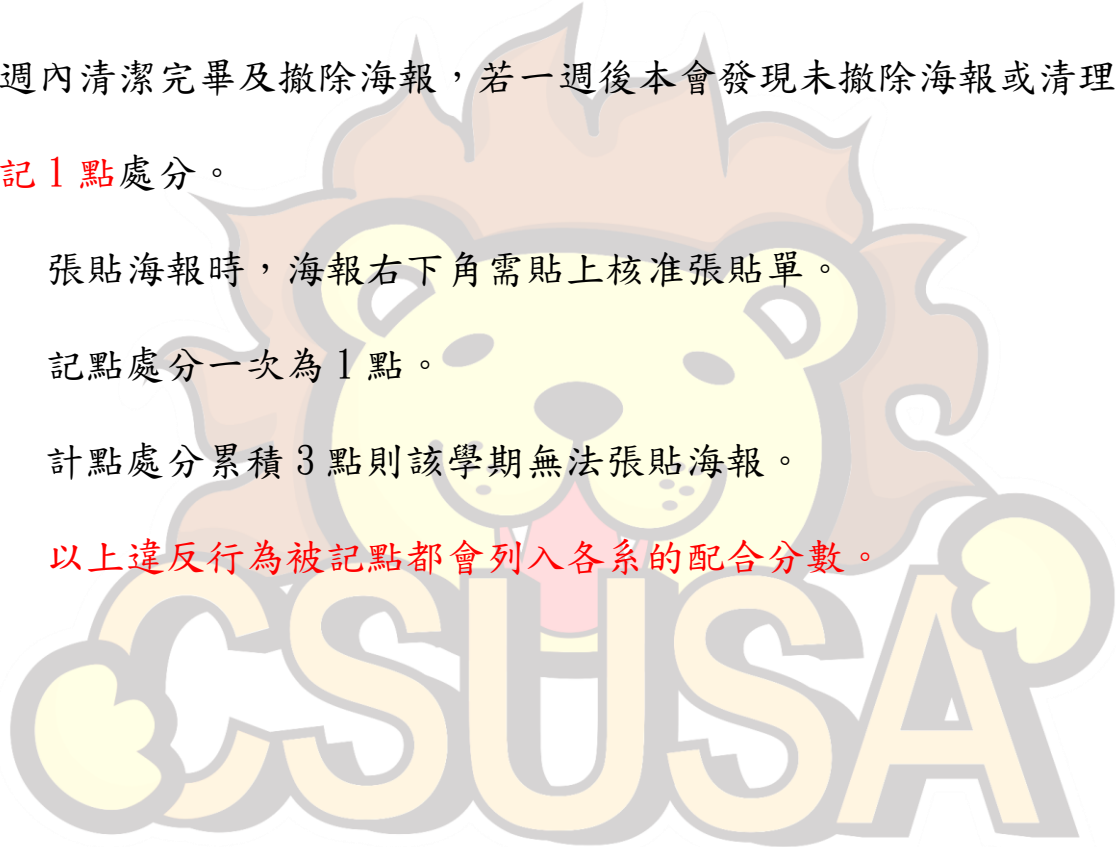 週內清潔完畢及撤除海報，若一週後本會發現未撤除海報或清理
記1點處分。
張貼海報時，海報右下角需貼上核准張貼單。
記點處分一次為1點。
計點處分累積3點則該學期無法張貼海報。
以上違反行為被記點都會列入各系的配合分數。
CSUSA